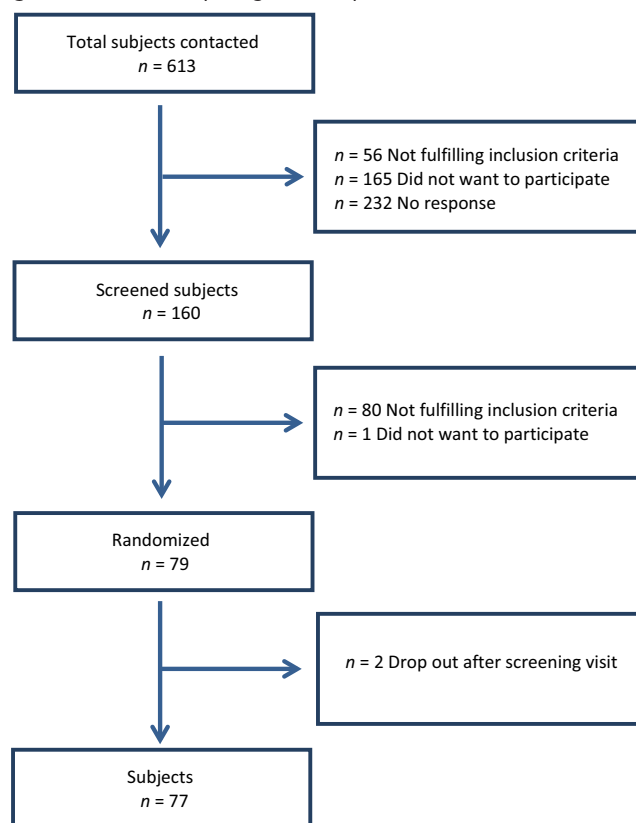 Total subjects contacted
n = 613
n = 56 Not fulfilling inclusion criteria
n = 165 Did not want to participate
n = 232 No response
Screened subjects
n = 160
n = 80 Not fulfilling inclusion criteria
n = 1 Did not want to participate
Randomized
n = 79
n = 2 Drop out after screening visit
Subjects
n = 77